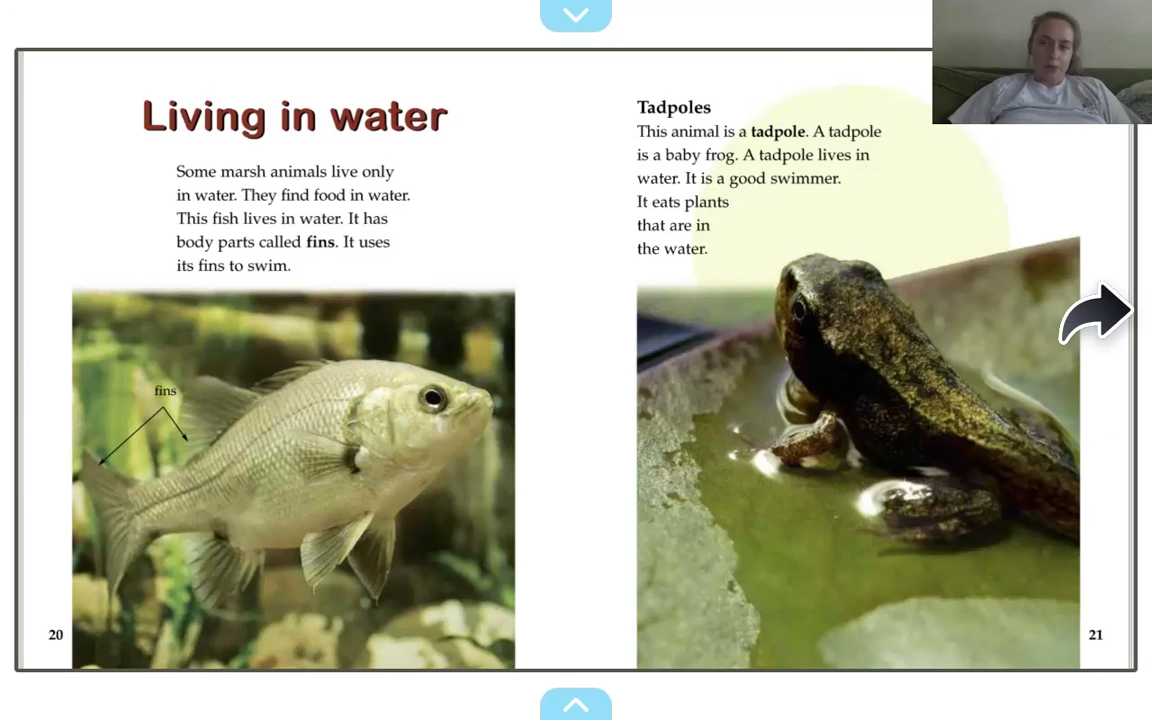 Living in water
Some marsh animals live only
in water. They find food in water.
This fish lives in water. It has
body parts called fins. It uses
its fins to swim.
fins
20
Tadpoles
This animal is a tadpole. A tadpole
is a baby frog. A tadpole lives in
water. It is a good swimmer.
It eats plants
that are in
the water.
21